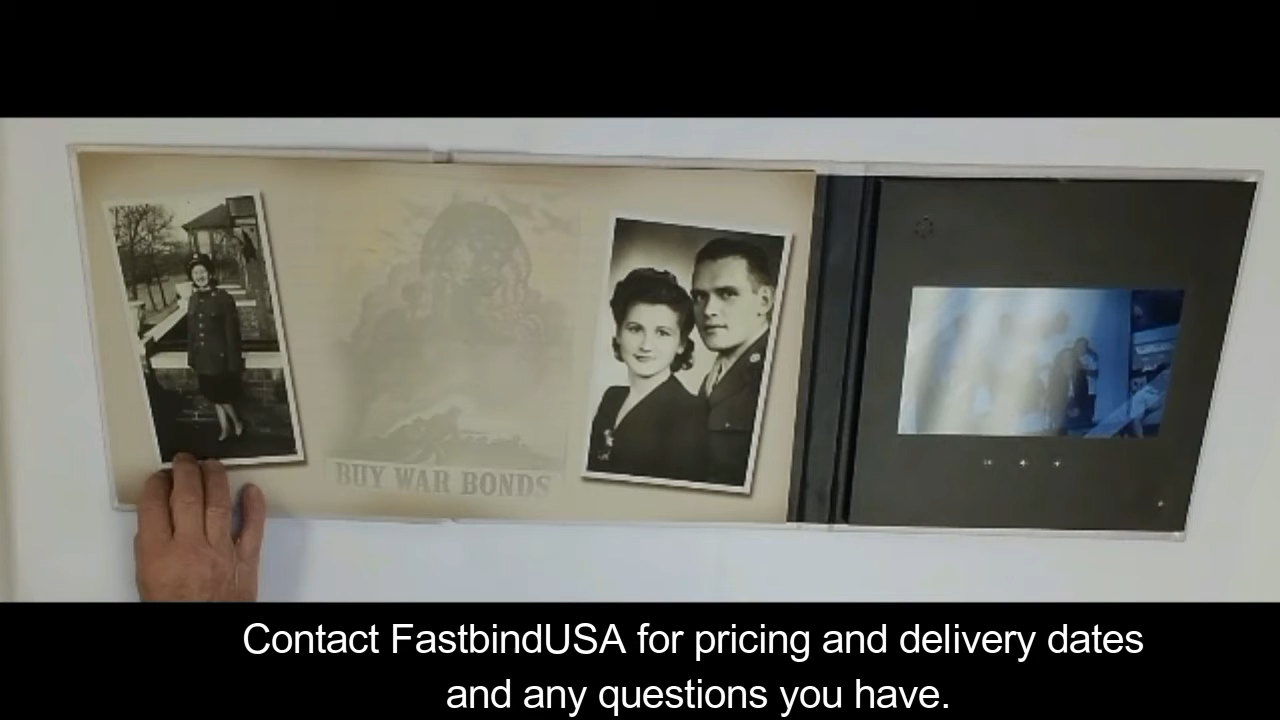 BUY WAR BONDS
Contact FastbindUSA for pricing and delivery dates
and any questions you have.